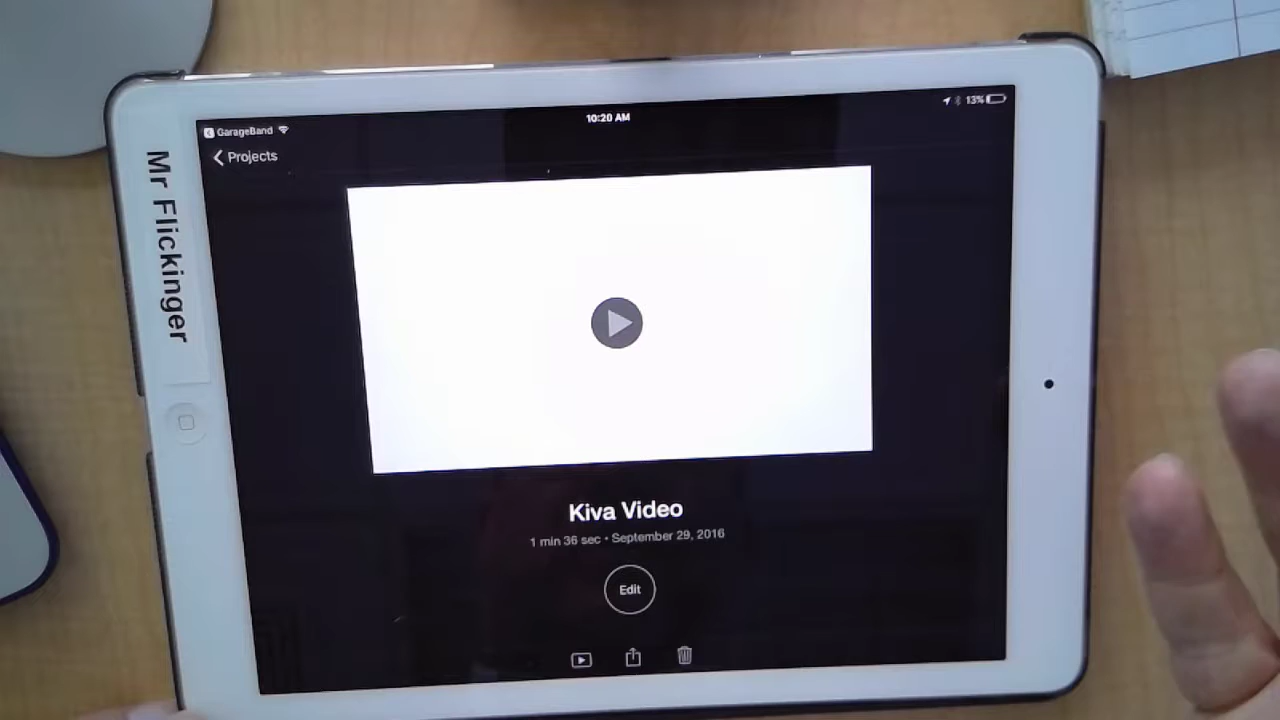 GarageBand
10:20 AM
13%
Projects
Mr Flickinger
Kiva Video
1 min 36 sec • September 29, 2016
Edit